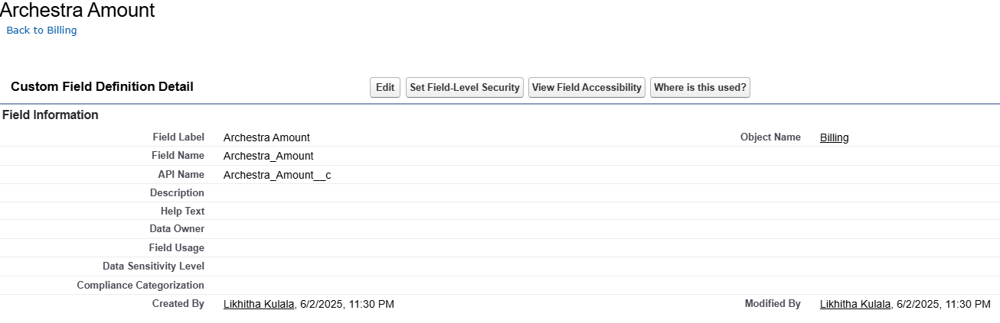 Archestra Amount
Back to Billing
Custom Field Definition Detail Edit Set Field-Level Security View Field Accessibility Where is this used?
Field Information
Field Label Archestra Amount Object Name Billing
Field Name Archestra_Amount
API Name Archestra_Amount__c
Description
Help Text
Data Owner
Field Usage
Data Sensitivity Level
Compliance Categorization
Created By Likhitha Kulala, 6/2/2025, 11:30 PM Modified By Likhitha Kulala, 6/2/2025, 11:30 PM